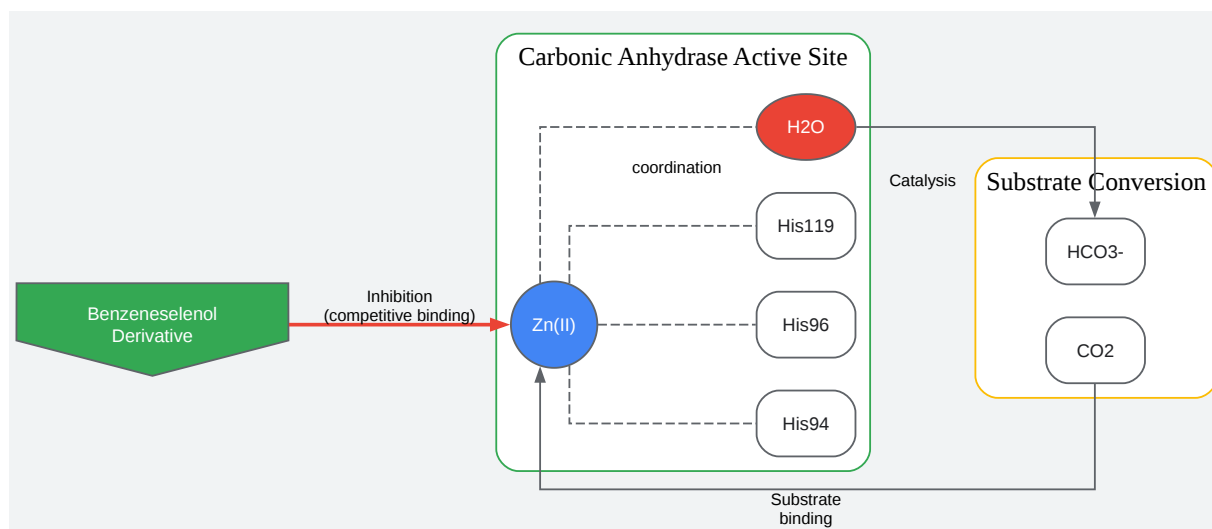 Carbonic Anhydrase Active Site
H2O
coordination
Catalysis
Substrate Conversion
His119
HCO3-
Benzeneselenol
Derivative
Inhibition
(competitive binding)
Zn(II)
His96
CO2
His94
Substrate
binding